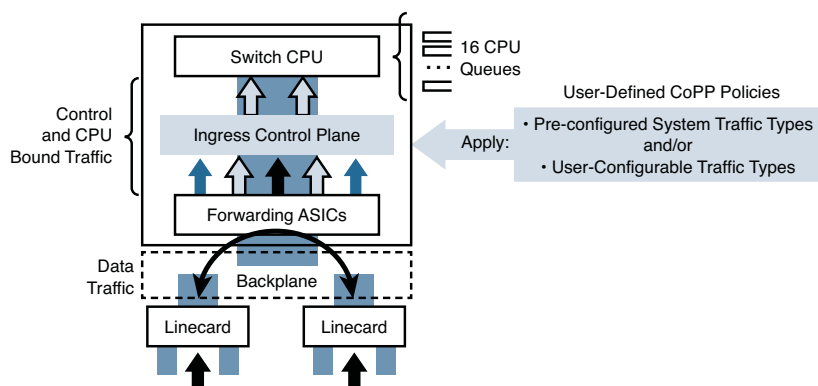 Switch CPU
16 CPU
Queues
User-Defined CoPP Policies
Control
and CPU
Bound Traffic
Ingress Control Plane
Apply:
• Pre-configured System Traffic Types
and/or
• User-Configurable Traffic Types
Forwarding ASICs
Data
Traffic
Backplane
Linecard
Linecard